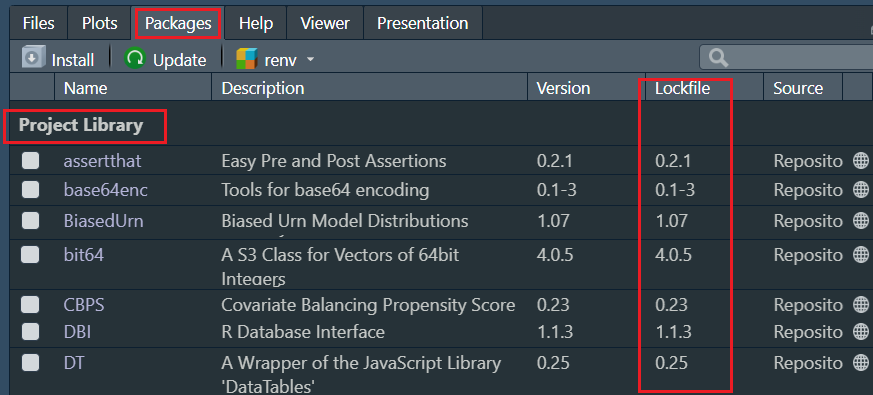 Files Plots Packages Help Viewer Presentation
Install Update renv
Name Description Version Lockfile Source
Project Library
assertthat Easy Pre and Post Assertions 0.2.1 0.2.1 Reposito
base64enc Tools for base64 encoding 0.1-3 0.1-3 Reposito
BiasedUrn Biased Urn Model Distributions 1.07 1.07 Reposito
bit64 A S3 Class for Vectors of 64bit 4.0.5 4.0.5 Reposito
Integers
CBPS Covariate Balancing Propensity Score 0.23 0.23 Reposito
DBI R Database Interface 1.1.3 1.1.3 Reposito
DT A Wrapper of the JavaScript Library 0.25 0.25 Reposito
'DataTables'